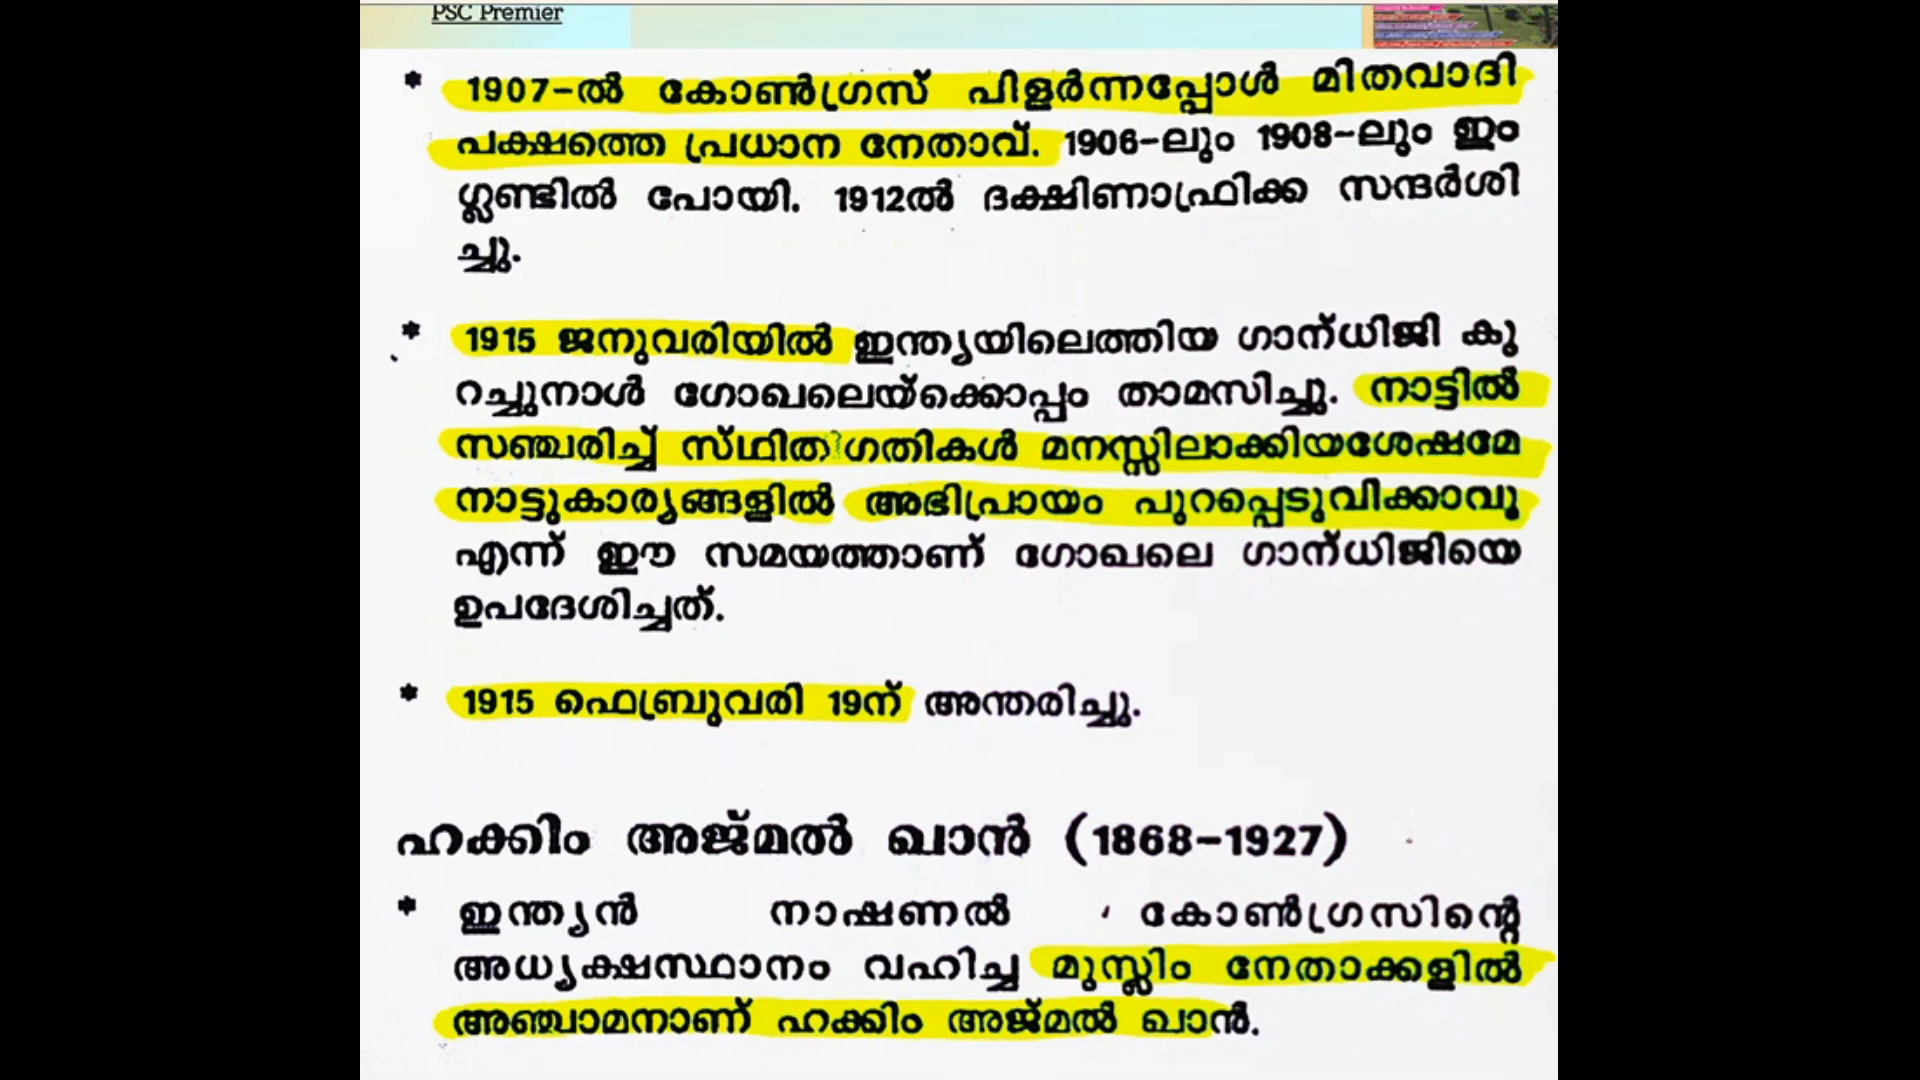 PSC Premier
* 1907-ൽ കോൺഗ്രസ് പിളർന്നപ്പോൾ മിതവാദി
പക്ഷത്തെ പ്രധാന നേതാവ്. 1906-ലും 1908-ലും ഇം
ഗ്ലണ്ടിൽ പോയി. 1912ൽ ദക്ഷിണാഫ്രിക്ക സന്ദർശി
ച്ചു.
* 1915 ജനുവരിയിൽ ഇന്ത്യയിലെത്തിയ ഗാന്ധിജി കു
റച്ചുനാൾ ഗോഖലെയ്ക്കൊപ്പം താമസിച്ചു. നാട്ടിൽ
സഞ്ചരിച്ച് സ്ഥിതഗതികൾ മനസ്സിലാക്കിയശേഷമേ
നാട്ടുകാര്യങ്ങളിൽ അഭിപ്രായം പുറപ്പെടുവിക്കാവൂ
എന്ന് ഈ സമയത്താണ് ഗോഖലെ ഗാന്ധിജിയെ
ഉപദേശിച്ചത്.
* 1915 ഫെബ്രുവരി 19ന് അന്തരിച്ചു.
ഹക്കിം അജ്മൽ ഖാൻ (1868-1927)
* ഇന്ത്യൻ നാഷണൽ കോൺഗ്രസിന്റെ
അധ്യക്ഷസ്ഥാനം വഹിച്ച മുസ്ലിം നേതാക്കളിൽ
അഞ്ചാമനാണ് ഹക്കിം അജ്മൽ ഖാൻ.